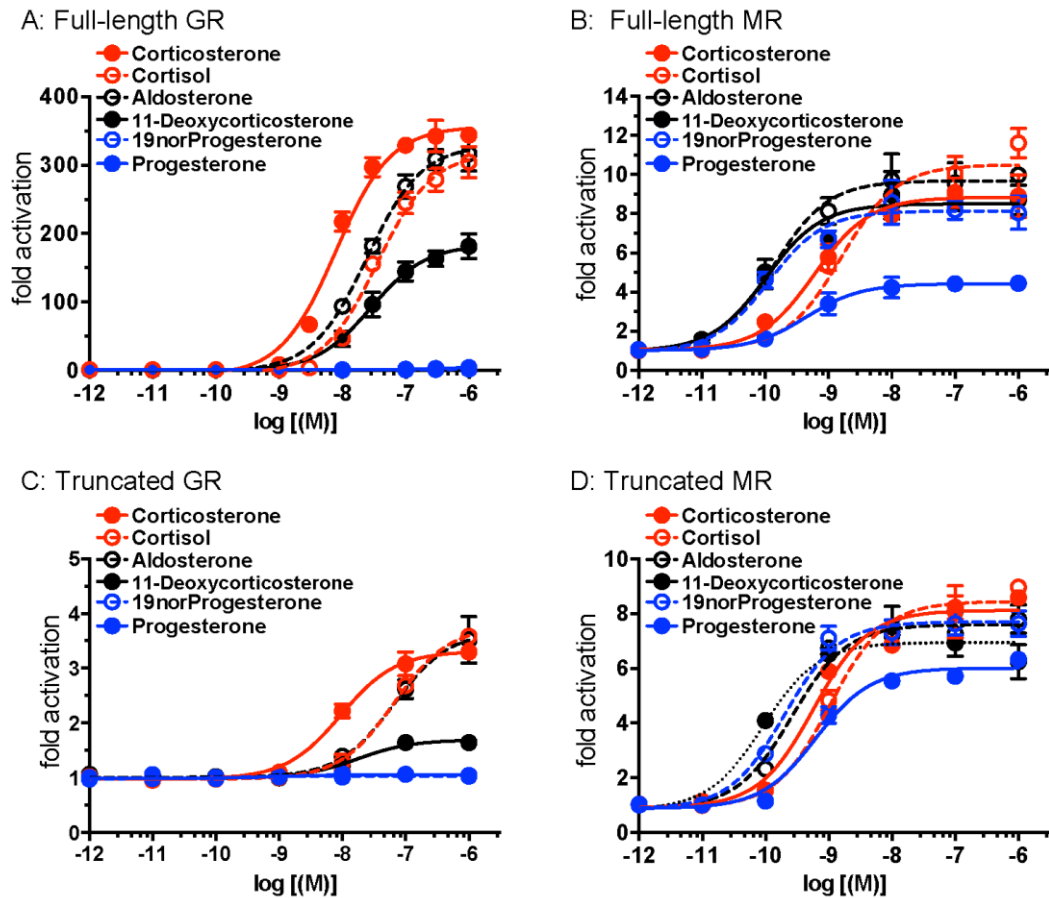 A: Full-length GR
Corticosterone
Cortisol
Aldosterone
11-Deoxycorticosterone
19norProgesterone
Progesterone
400
300
200
100
0
fold activation
-12 -11 -10 -9 -8 -7 -6
log [(M)]
B: Full-length MR
Corticosterone
Cortisol
Aldosterone
11-Deoxycorticosterone
19norProgesterone
Progesterone
14
12
10
8
6
4
2
0
fold activation
-12 -11 -10 -9 -8 -7 -6
log [(M)]
C: Truncated GR
Corticosterone
Cortisol
Aldosterone
11-Deoxycorticosterone
19norProgesterone
Progesterone
5
4
3
2
1
0
fold activation
-12 -11 -10 -9 -8 -7 -6
log [(M)]
D: Truncated MR
Corticosterone
Cortisol
Aldosterone
11-Deoxycorticosterone
19norProgesterone
Progesterone
10
8
6
4
2
0
fold activation
-12 -11 -10 -9 -8 -7 -6
log [(M)]